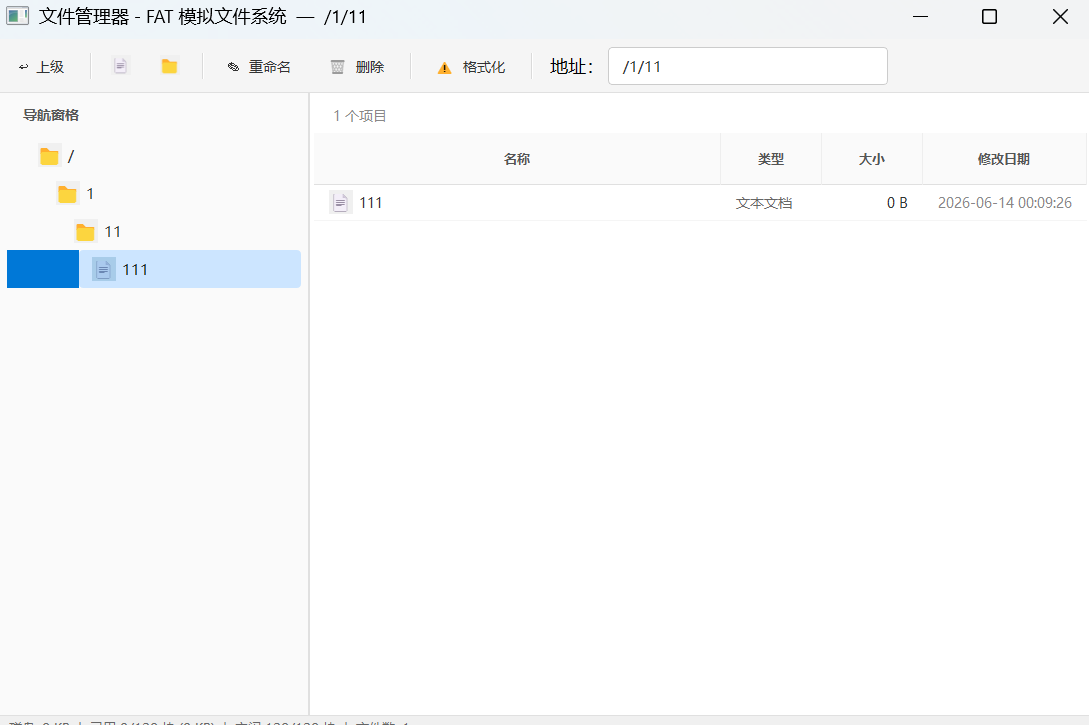 文件管理器 - FAT 模拟文件系统 — /1/11
上级 重命名 删除 格式化 地址： /1/11
导航窗格
/
1
11
111
1 个项目
名称 类型 大小 修改日期
111 文本文档 0 B 2026-06-14 00:09:26